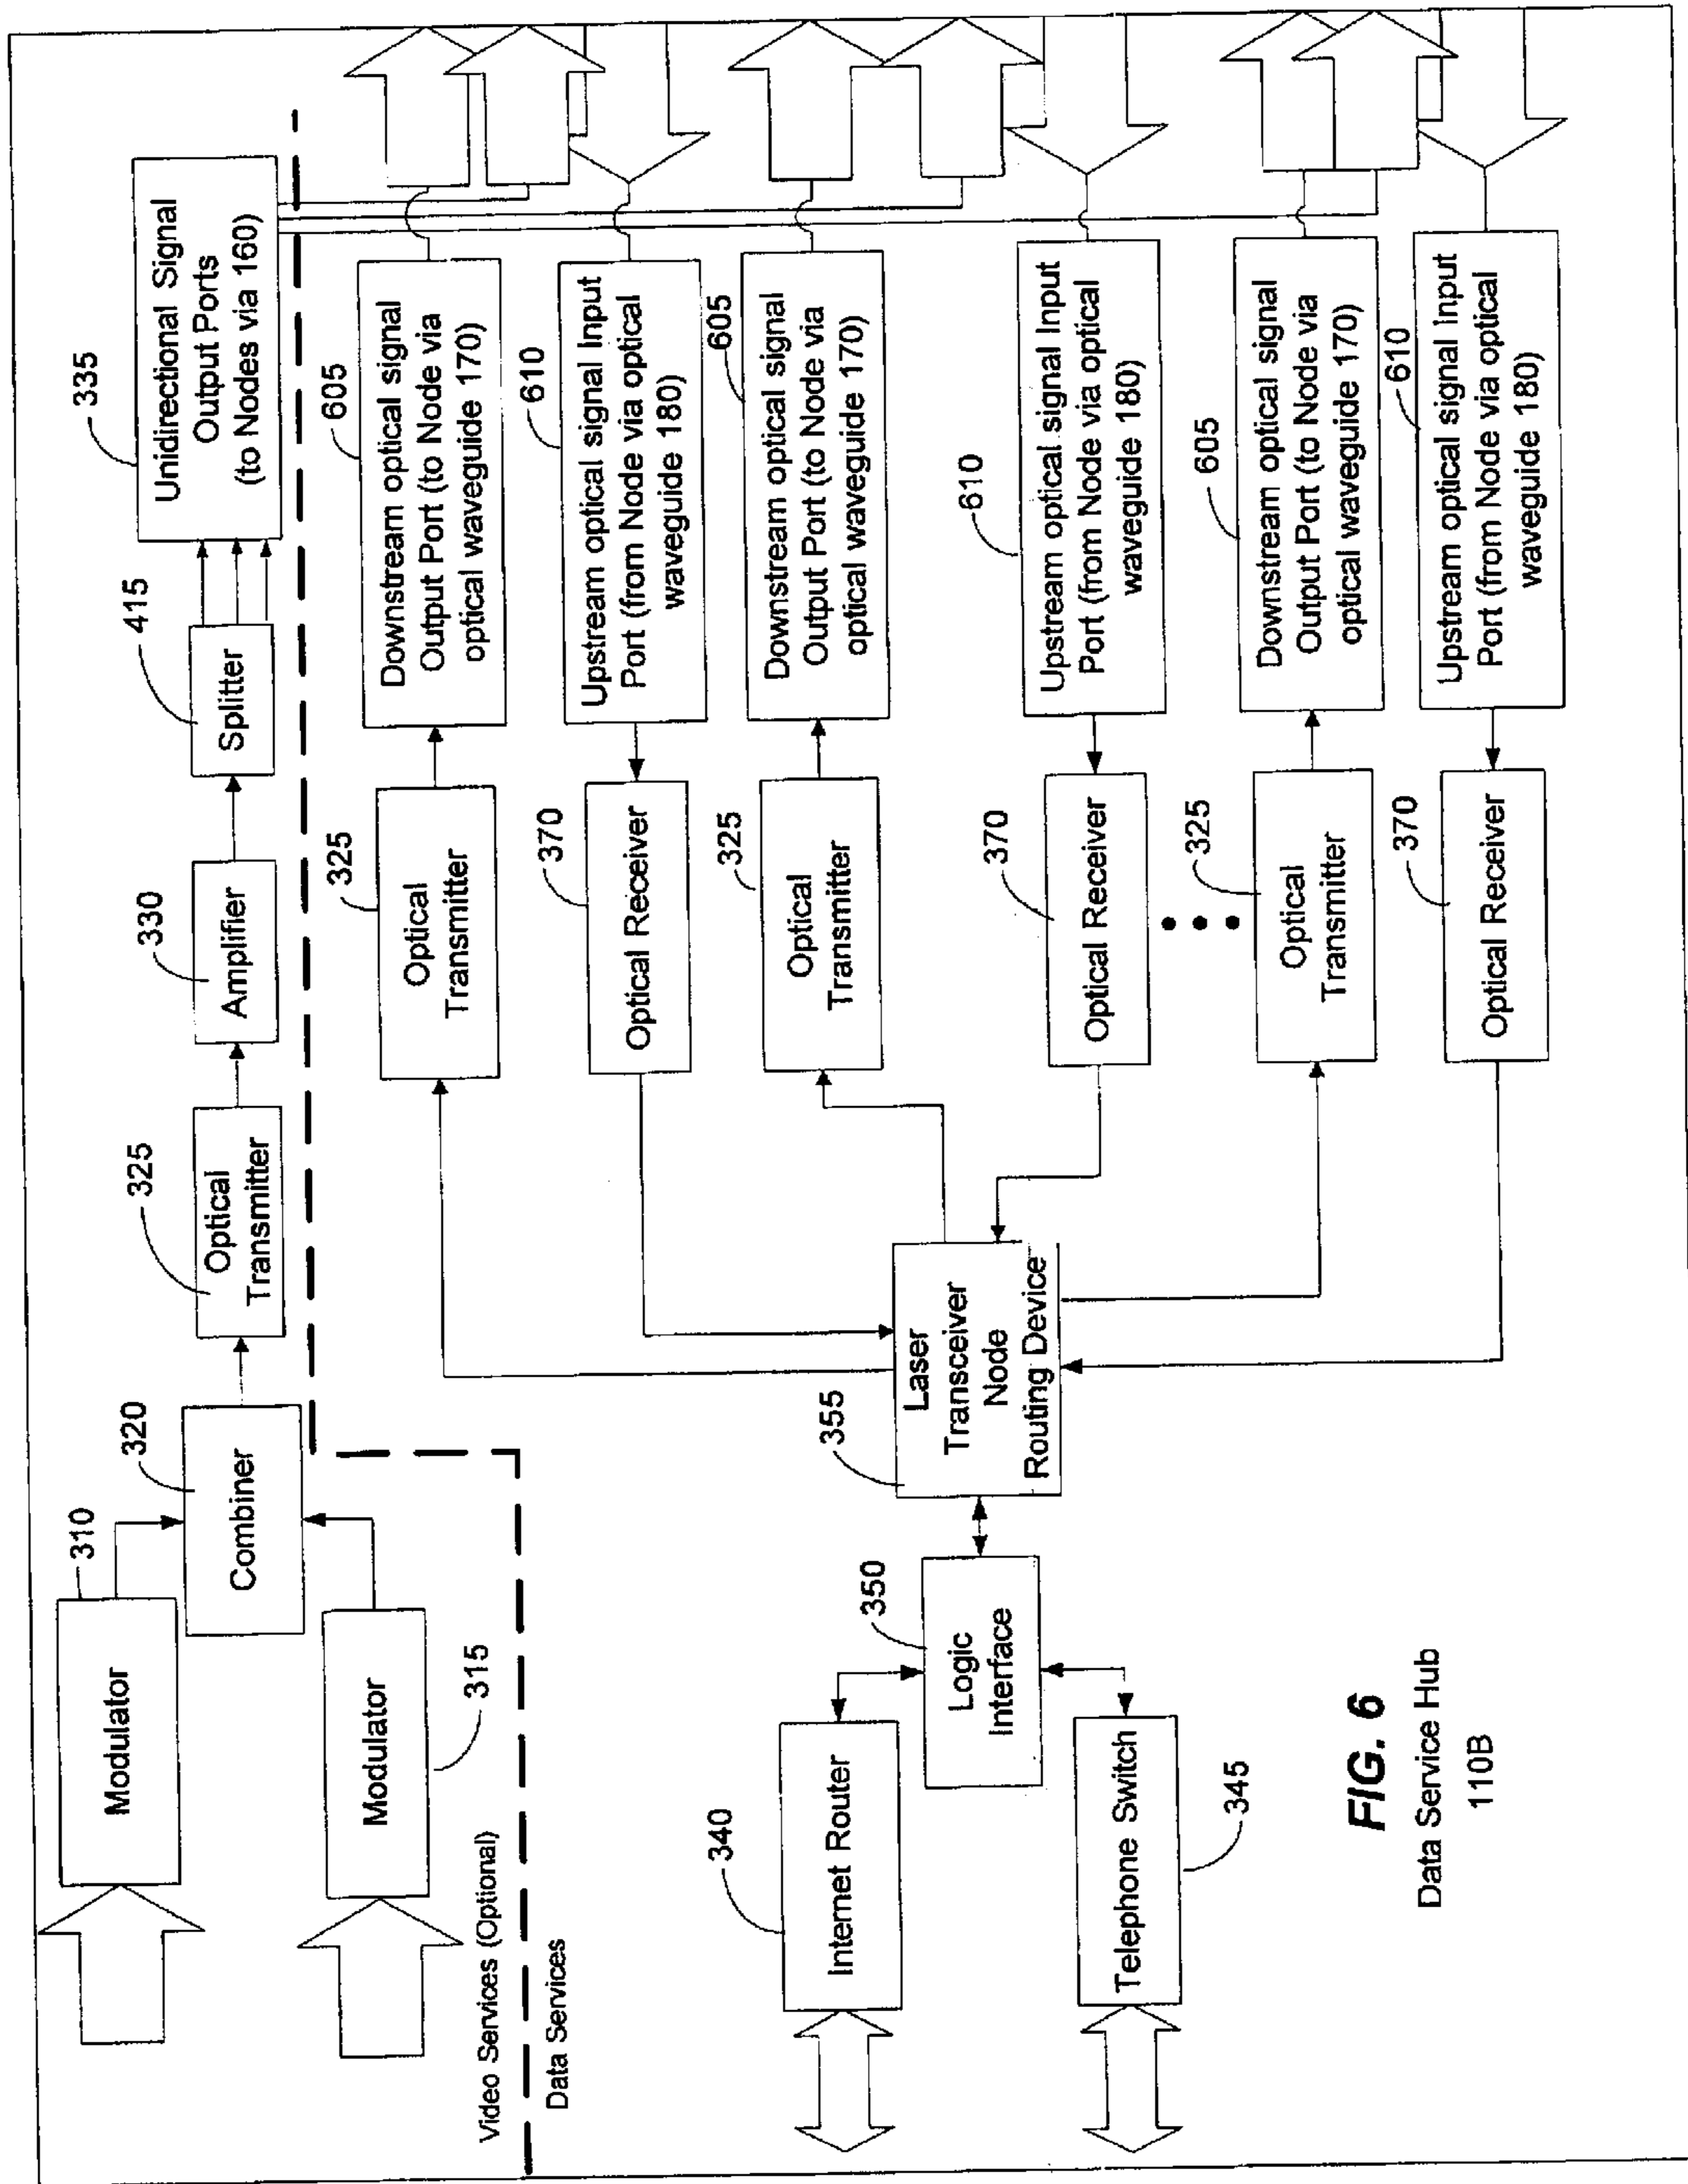 310
Modulator
320
Combiner
Modulator
315
325
Optical
Transmitter
330
Amplifier
415
Splitter
335
Unidirectional Signal
Output Ports
(to Nodes via 160)
Video Services (Optional)
Data Services
340
Internet Router
Telephone Switch
345
350
Logic
Interface
355
Laser
Transceiver
Node
Routing Device
325
Optical
Transmitter
605
Downstream optical signal
Output Port (to Node via
optical waveguide 170)
370
Optical Receiver
610
Upstream optical signal Input
Port (from Node via optical
waveguide 180)
325
Optical
Transmitter
605
Downstream optical signal
Output Port (to Node via
optical waveguide 170)
370
Optical Receiver
610
Upstream optical signal Input
Port (from Node via optical
waveguide 180)
325
Optical
Transmitter
605
Downstream optical signal
Output Port (to Node via
optical waveguide 170)
370
Optical Receiver
610
Upstream optical signal Input
Port (from Node via optical
waveguide 180)
FIG. 6
Data Service Hub
110B